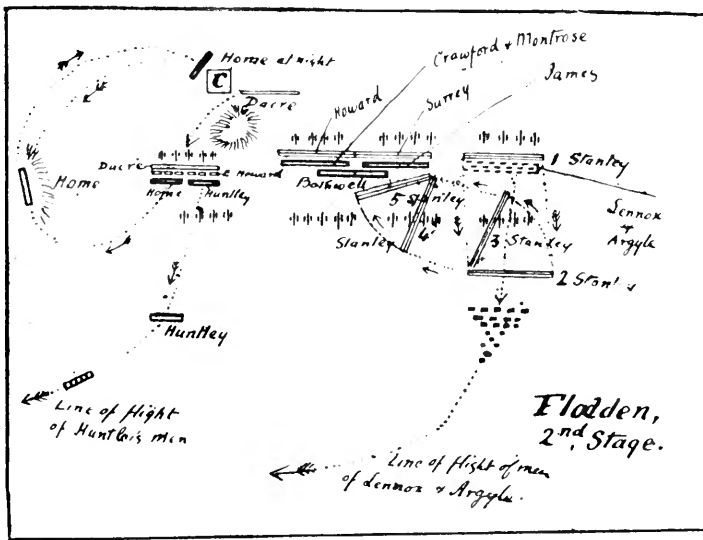 Home at night
C
Dacre
Crawford & Montrose
James
Howard
Surrey
Dacre
E Howard
Home
Home
Huntley
Bothwell
1 Stanley
Lennox
&
Argyle
5 Stanley
4
Stanley
3 Stanley
2 Stanley
Huntley
Line of flight
of Huntley's men
Line of flight of men
of Lennox & Argyle.
Flodden,
2nd Stage.